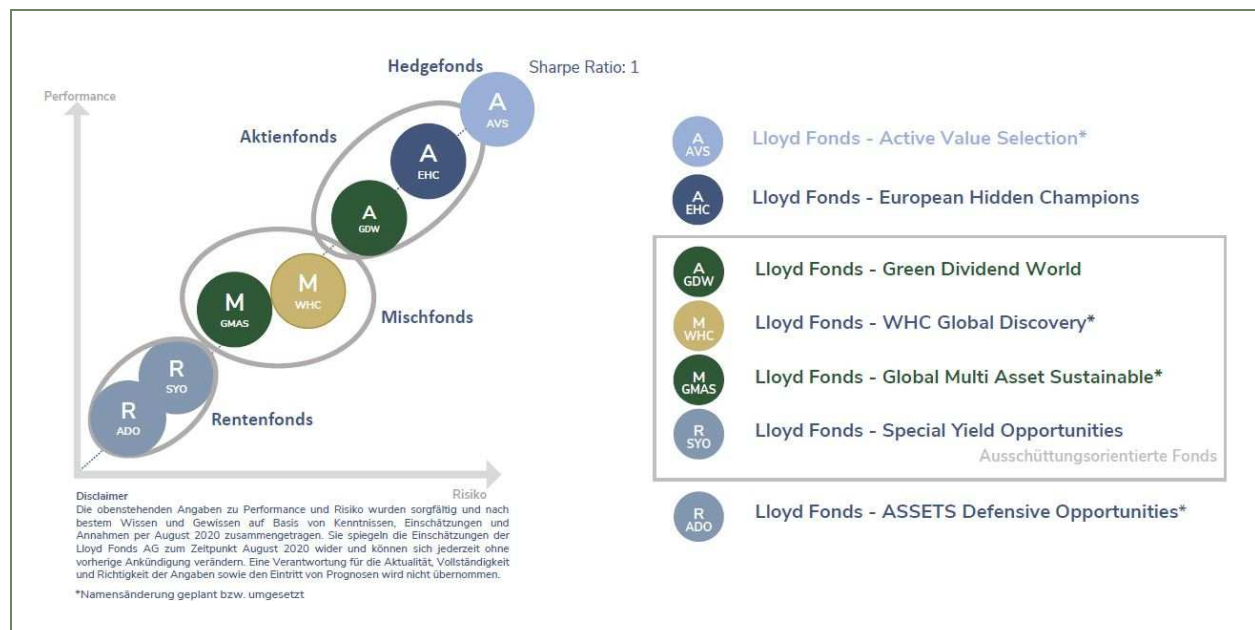 Hedgefonds
Sharpe Ratio: 1
Performance
A
AVS
Aktienfonds
A
EHC
A
GDW
M
GMAS
M
WHC
Mischfonds
R
SYO
R
ADO
Rentenfonds
Risiko
Disclaimer
Die obenstehenden Angaben zu Performance und Risiko wurden sorgfältig und nach
bestem Wissen und Gewissen auf Basis von Kenntnissen, Einschätzungen und
Annahmen per August 2020 zusammengetragen. Sie spiegeln die Einschätzungen der
Lloyd Fonds AG zum Zeitpunkt August 2020 wider und können sich jederzeit ohne
vorherige Ankündigung verändern. Eine Verantwortung für die Aktualität, Vollständigkeit
und Richtigkeit der Angaben sowie den Eintritt von Prognosen wird nicht übernommen.
*Namensänderung geplant bzw. umgesetzt
A
AVS
Lloyd Fonds - Active Value Selection*
A
EHC
Lloyd Fonds - European Hidden Champions
A
GDW
Lloyd Fonds - Green Dividend World
M
WHC
Lloyd Fonds - WHC Global Discovery*
M
GMAS
Lloyd Fonds - Global Multi Asset Sustainable*
R
SYO
Lloyd Fonds - Special Yield Opportunities
Ausschüttungsorientierte Fonds
R
ADO
Lloyd Fonds - ASSETS Defensive Opportunities*